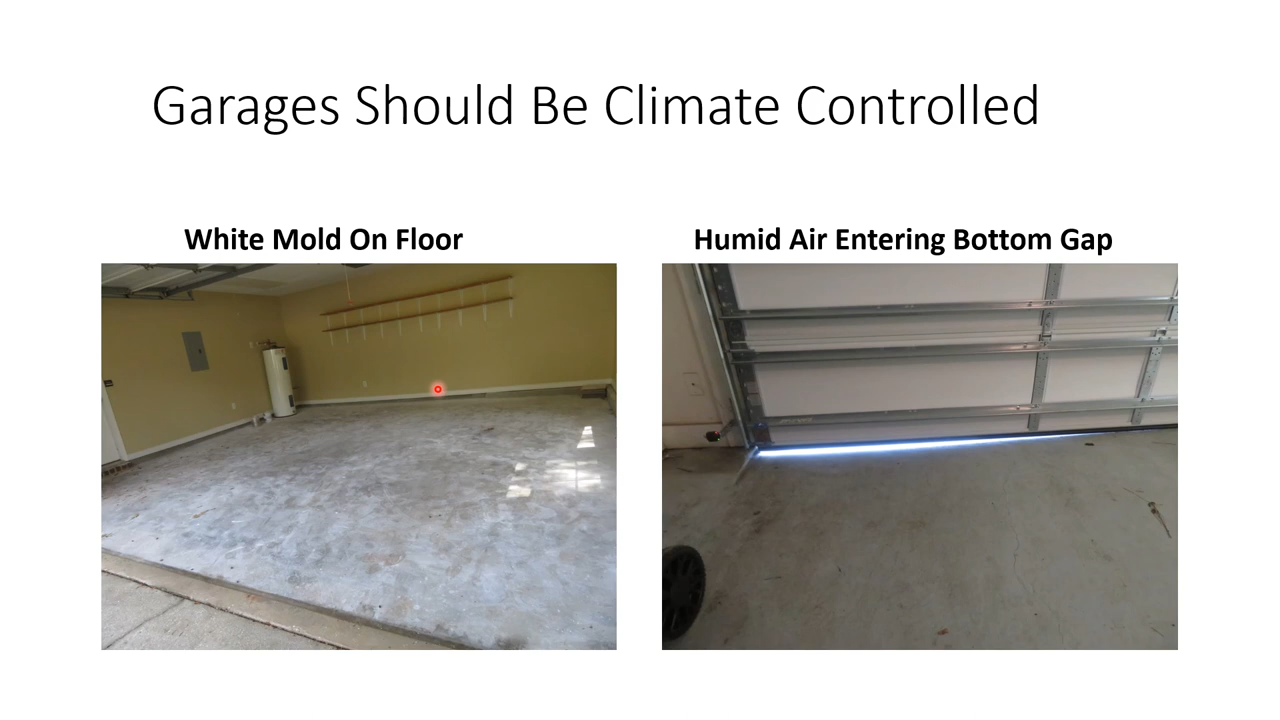 Garages Should Be Climate Controlled
White Mold On Floor
Humid Air Entering Bottom Gap